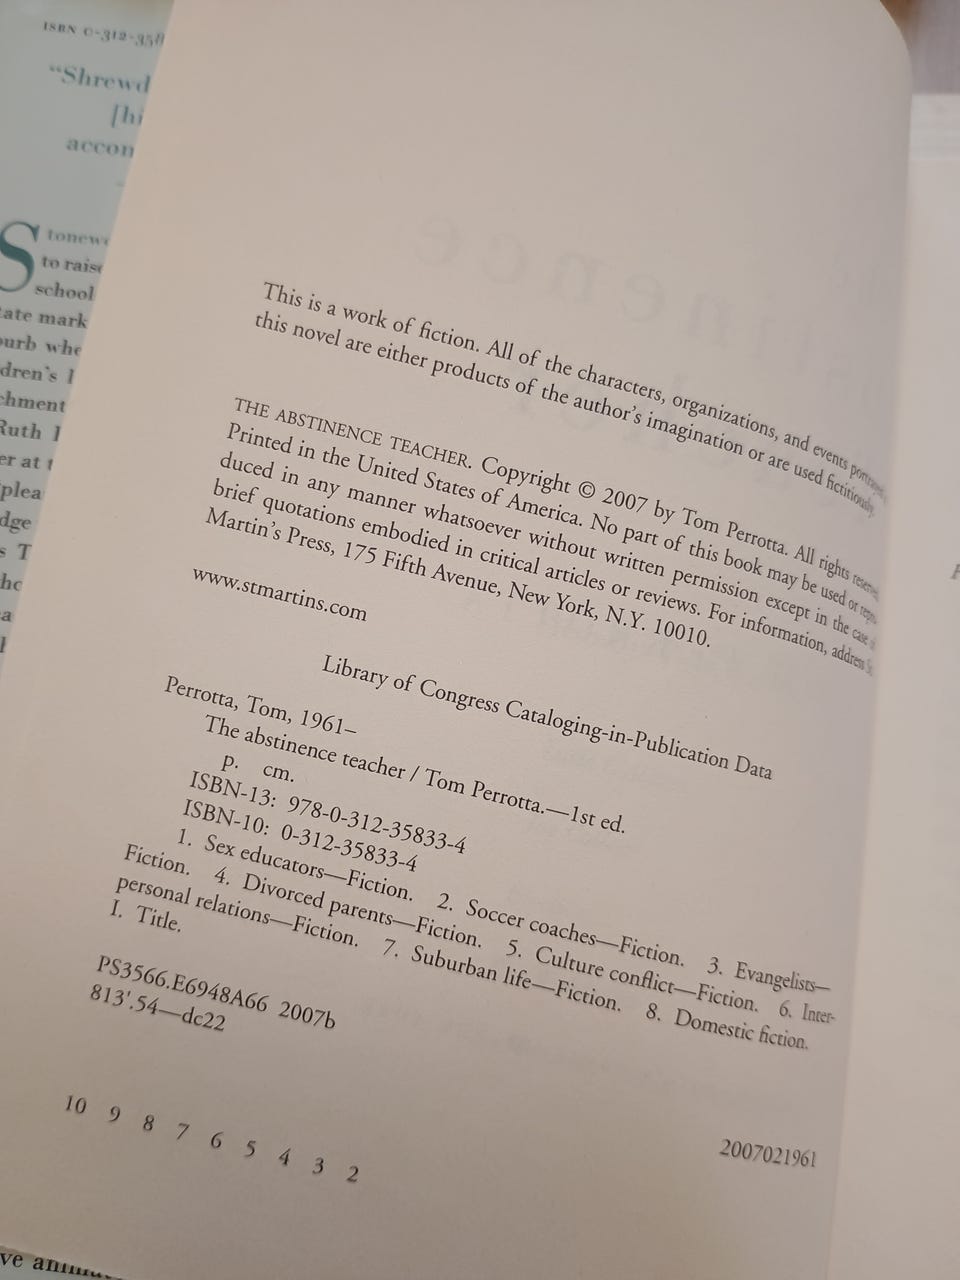 ISBN 0-312-358
"Shrewd
[hi
accom
Stonew
to raise
school
tate mark
burb whe
dren's
chment
Ruth
er at
plea
dge
s T
This is a work of fiction. All of the characters, organizations, and events portrayed
this novel are either products of the author's imagination or are used fictitiously.
THE ABSTINENCE TEACHER. Copyright © 2007 by Tom Perrotta. All rights reserved
Printed in the United States of America. No part of this book may be used or repro-
duced in any manner whatsoever without written permission except in the case of
brief quotations embodied in critical articles or reviews. For information, address St.
Martin's Press, 175 Fifth Avenue, New York, N.Y. 10010.
www.stmartins.com
Library of Congress Cataloging-in-Publication Data
Perrotta, Tom, 1961–
The abstinence teacher / Tom Perrotta.—1st ed.
p. cm.
ISBN-13: 978-0-312-35833-4
ISBN-10: 0-312-35833-4
1. Sex educators—Fiction. 2. Soccer coaches—Fiction. 3. Evangelists—
Fiction. 4. Divorced parents—Fiction. 5. Culture conflict—Fiction. 6. Inter-
personal relations—Fiction. 7. Suburban life—Fiction. 8. Domestic fiction.
I. Title.
PS3566.E6948A66 2007b
813'.54—dc22
2007021961
10 9 8 7 6 5 4 3 2